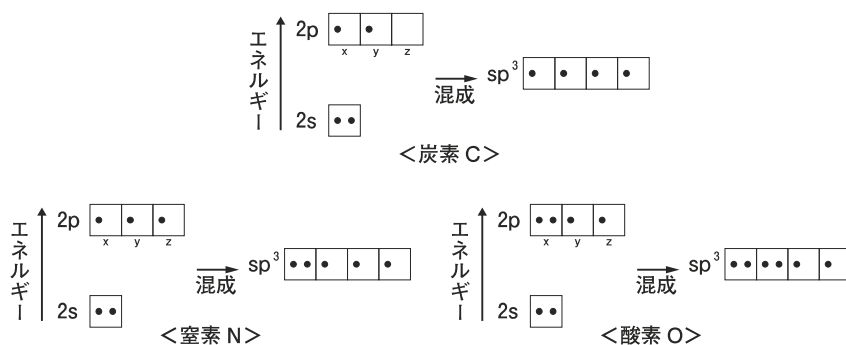 エネルギー
2p
x y z
2s
混成
sp³
<炭素 C>
エネルギー
2p
x y z
2s
混成
sp³
<窒素 N>
エネルギー
2p
x y z
2s
混成
sp³
<酸素 O>